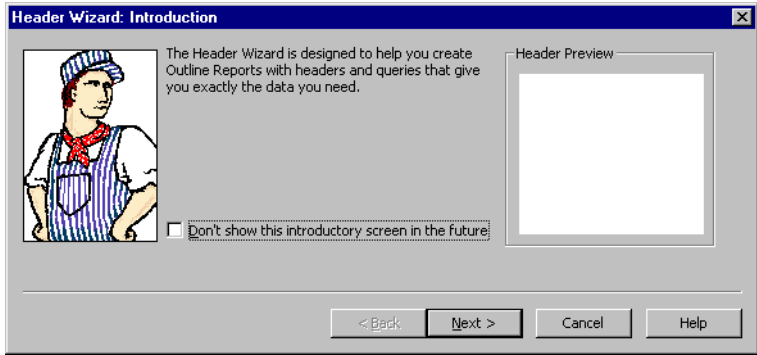 Header Wizard: Introduction
The Header Wizard is designed to help you create
Outline Reports with headers and queries that give
you exactly the data you need.
Header Preview
Don't show this introductory screen in the future
< Back
Next >
Cancel
Help